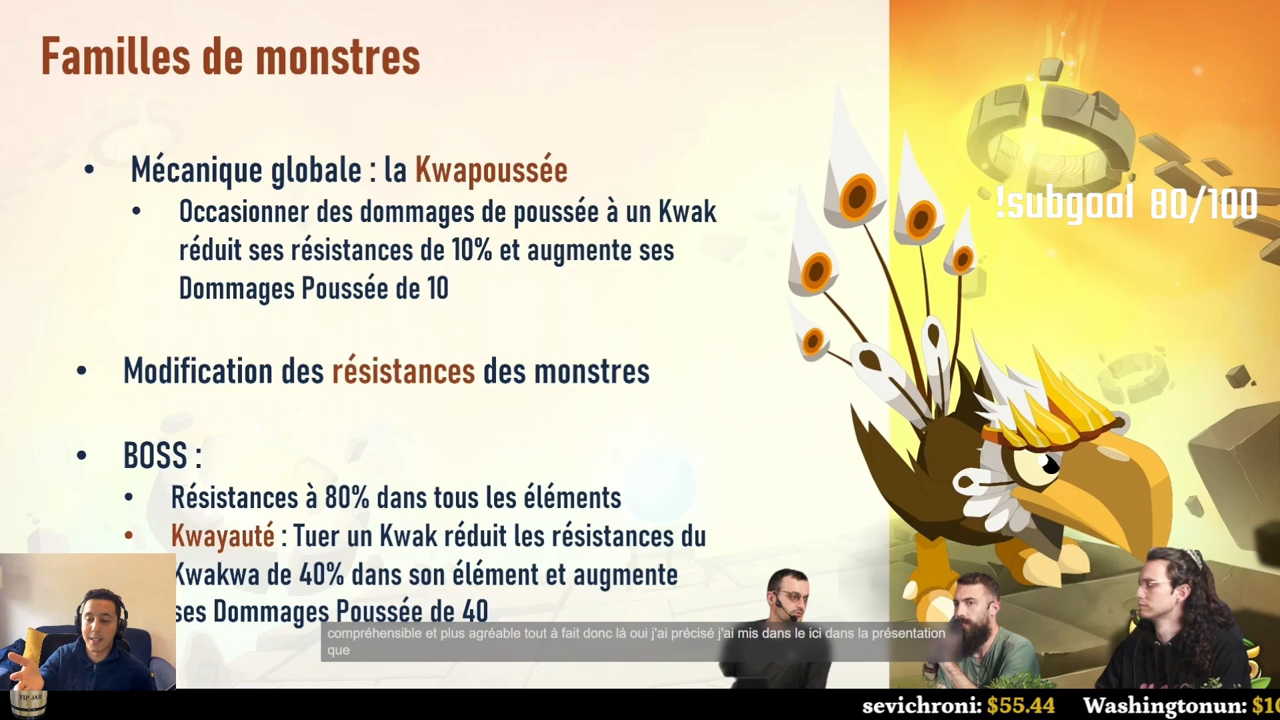 Familles de monstres
• Mécanique globale : la Kwapoussée
• Occasionner des dommages de poussée à un Kwak
réduit ses résistances de 10% et augmente ses
Dommages Poussée de 10
!subgoal 80/100
• Modification des résistances des monstres
• BOSS :
• Résistances à 80% dans tous les éléments
• Kwayauté : Tuer un Kwak réduit les résistances du
Kwakwa de 40% dans son élément et augmente
ses Dommages Poussée de 40
compréhensible et plus agréable tout à fait donc là oui j'ai précisé j'ai mis dans le ici dans la présentation
que
TIP JAR
sevichroni: $55.44 Washingtonun: $10